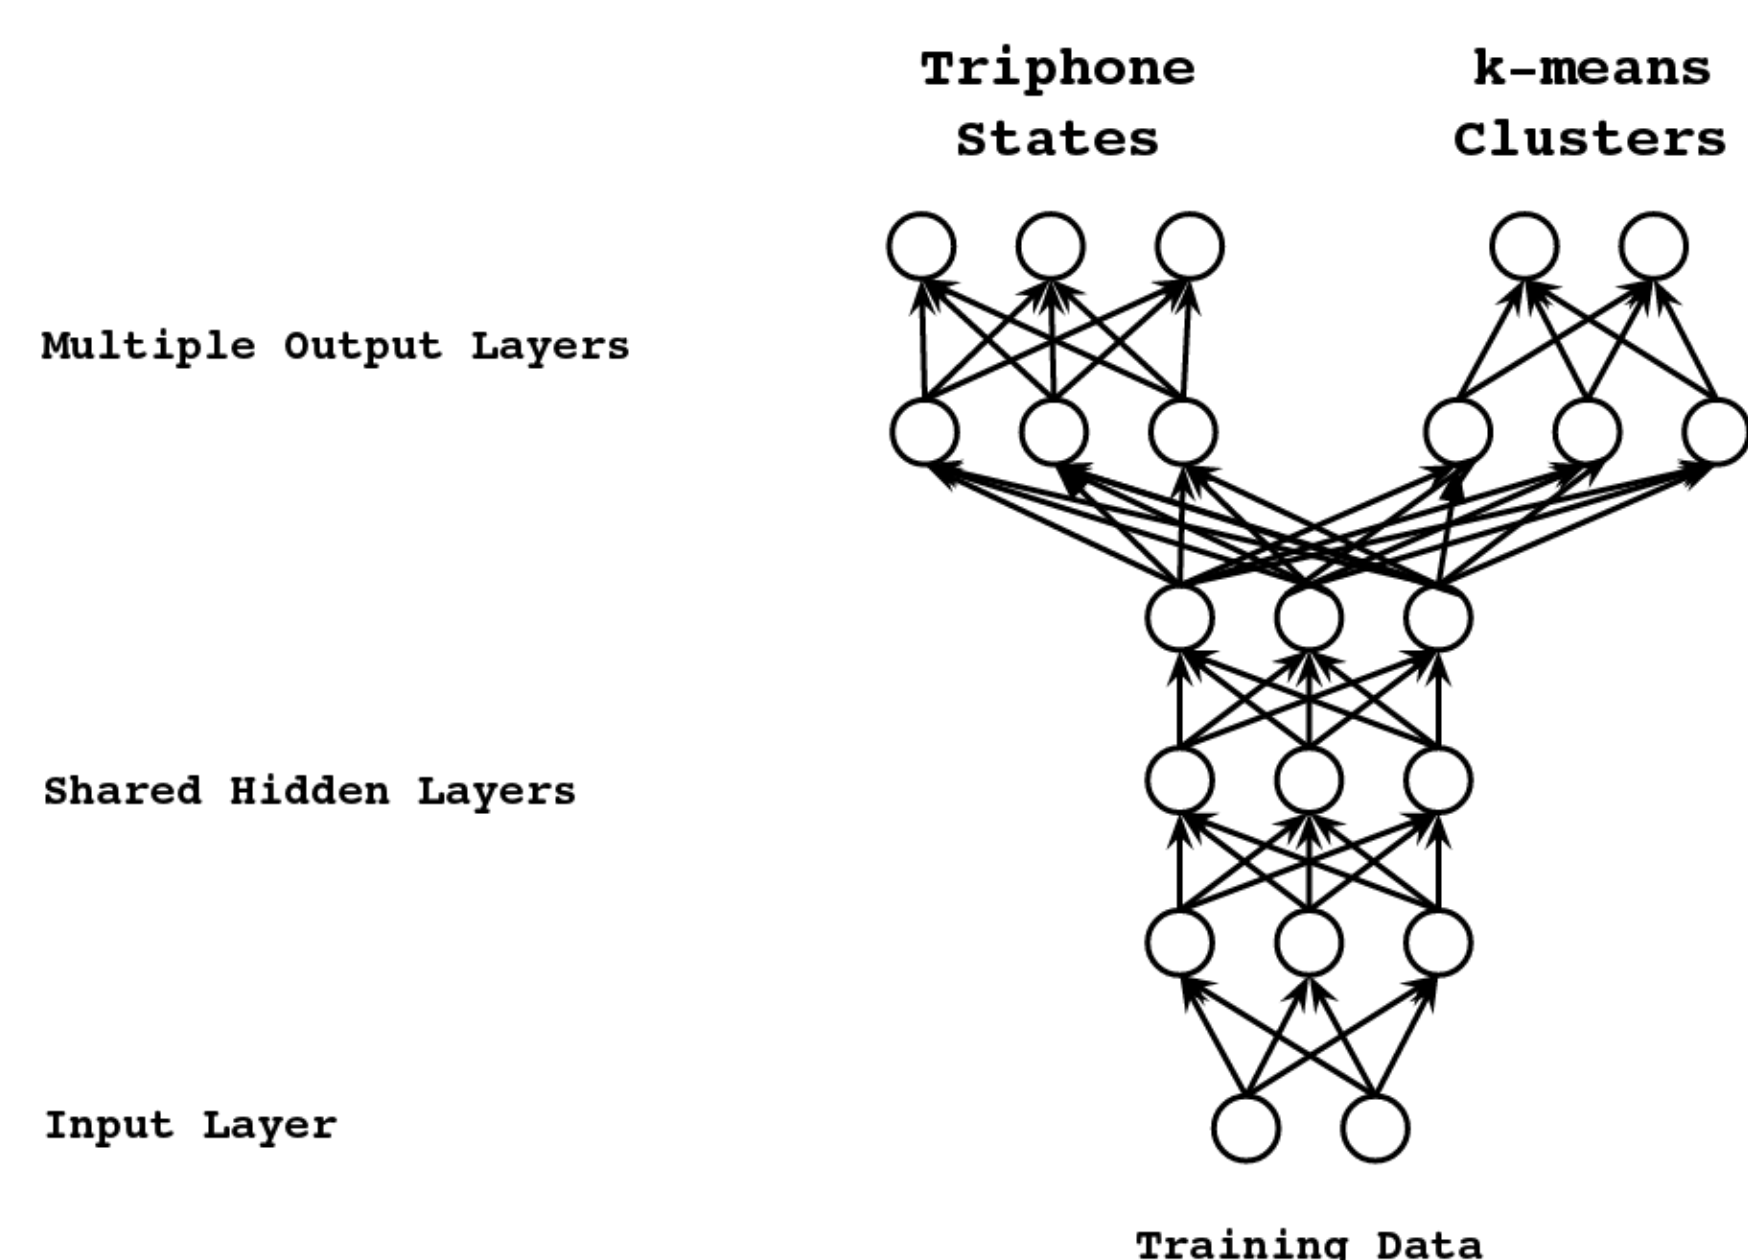 Triphone
States
k-means
Clusters
Multiple Output Layers
Shared Hidden Layers
Input Layer
Training Data